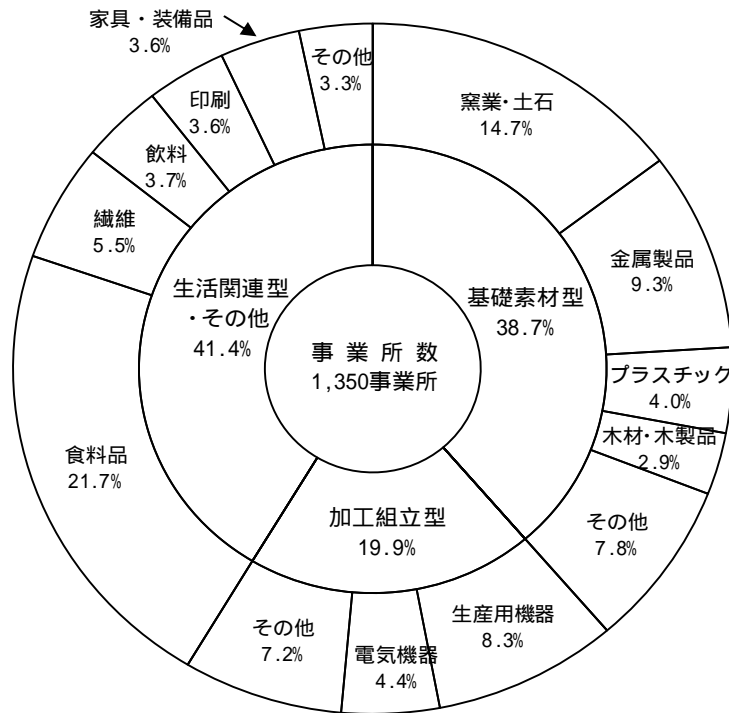 家具・装備品
3.6%
その他
3.3%
印刷
3.6%
飲料
3.7%
繊維
5.5%
食料品
21.7%
窯業・土石
14.7%
金属製品
9.3%
プラスチック
4.0%
木材・木製品
2.9%
その他
7.8%
生産用機器
8.3%
電気機器
4.4%
その他
7.2%
生活関連型
・その他
41.4%
基礎素材型
38.7%
加工組立型
19.9%
事業所数
1,350事業所